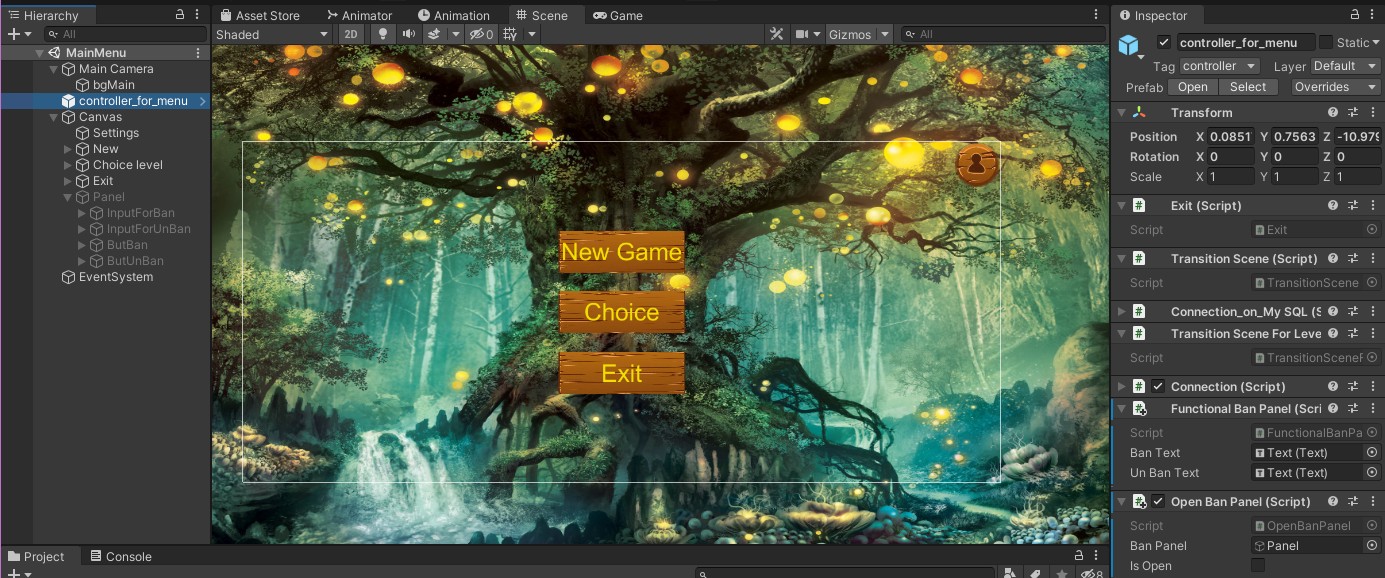 Hierarchy
All
MainMenu
Main Camera
bgMain
controller_for_menu
Canvas
Settings
New
Choice level
Exit
Panel
InputForBan
InputForUnBan
ButBan
ButUnBan
EventSystem
Asset Store Animator Animation Scene Game
Shaded 2D 0 Gizmos All
New Game
Choice
Exit
Project Console
8
Inspector
controller_for_menu Static
Tag controller Layer Default
Prefab Open Select Overrides
Transform
Position X 0.0851 Y 0.7563 Z -10.979
Rotation X 0 Y 0 Z 0
Scale X 1 Y 1 Z 1
Exit (Script)
Script Exit
Transition Scene (Script)
Script TransitionScene
Connection_on_My SQL (S
Transition Scene For Leve
Script TransitionSceneF
Connection (Script)
Functional Ban Panel (Scri
Script FunctionalBanPa
Ban Text Text (Text)
Un Ban Text Text (Text)
Open Ban Panel (Script)
Script OpenBanPanel
Ban Panel Panel
Is Open